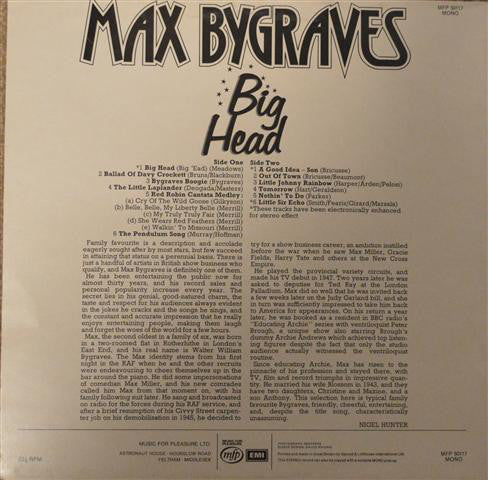 MAX BYGRAVES
MFP 50117
MONO
Big
Head
Side One
*1 Big Head (Big 'Ead) (Meadows)
2 Ballad Of Davy Crockett (Bruns/Blackburn)
3 Bygraves Boogie (Bygraves)
4 The Little Laplander (Deogada/Masters)
5 Red Robin Cantata Medley:
(a) Cry Of The Wild Goose (Gilkyson)
(b) Belle, Belle, My Liberty Belle (Merrill)
(c) My Truly Truly Fair (Merrill)
(d) She Wears Red Feathers (Merrill)
(e) Walkin' To Missouri (Merrill)
6 The Pendulum Song (Murray/Hoffman)
Side Two
*1 A Good Idea – Son (Bricusse)
2 Out Of Town (Bricusse/Beaumont)
3 Little Johnny Rainbow (Harper/Arden/Pelosi)
4 Tomorrow (Hart/Geraldson)
5 Nothin' To Do (Parker)
*6 Little Six Echo (Smith/Fearis/Girard/Marsala)
*These tracks have been electronically enhanced
for stereo effect
Family favourite is a description and accolade
eagerly sought after by most stars, but few succeed
in attaining that status on a perennial basis. There is
just a handful of artists in British show business who
qualify, and Max Bygraves is definitely one of them.
He has been entertaining the public now for
almost thirty years, and his record sales and
personal popularity increase every year. The
secret lies in his genial, good-natured charm, the
taste and respect for his audiences always evident
in the jokes he cracks and the songs he sings, and
the constant and accurate impression that he really
enjoys entertaining people, making them laugh
and forget the woes of the world for a few hours.
Max, the second oldest in a family of six, was born
in a two-roomed flat in Rotherhithe in London's
East End, and his real name is Walter William
Bygraves. The Max identity stems from his first
night in the RAF when he and the other recruits
were endeavouring to cheer themselves up in the
bar around the piano. He did some impersonations
of comedian Max Miller, and his new comrades
called him Max from that moment on, with his
family following suit later. He sang and broadcasted
on radio for the forces during his RAF service, and
after a brief resumption of his Civvy Street carpen-
ter job on his demobilisation in 1945, he decided to
try for a show business career, an ambition instilled
before the war when he saw Max Miller, Gracie
Fields, Harry Tate and others at the New Cross
Empire.
He played the provincial variety circuits, and
made his TV debut in 1947. Two years later he was
asked to deputise for Ted Ray at the London
Palladium. Max did so well that he was invited back
a few weeks later on the Judy Garland bill, and she
in turn was sufficiently impressed to take him back
to America for appearances. On his return a year
later, he was booked as a resident in BBC radio's
"Educating Archie" series with ventriloquist Peter
Brough, a unique show also starring Brough's
dummy Archie Andrews which achieved top listen-
ing figures despite the fact that only the studio
audience actually witnessed the ventriloquist
routine.
Since educating Archie, Max has risen to the
pinnacle of his profession and stayed there, with
TV, film and record triumphs in impressive quan-
tity. He married his wife Blossom in 1943, and they
have two daughters, Christine and Maxine, and a
son Anthony. This selection here is typical family
favourite Bygraves, friendly, cheerful, entertaining,
and, despite the title song, characteristically
unassuming.
NIGEL HUNTER
33⅓ RPM
MUSIC FOR PLEASURE LTD.
ASTRONAUT HOUSE · HOUNSLOW ROAD
FELTHAM · MIDDLESEX
MUSIC FOR
PLEASURE
mfp
EMI
MFP 50117
MONO